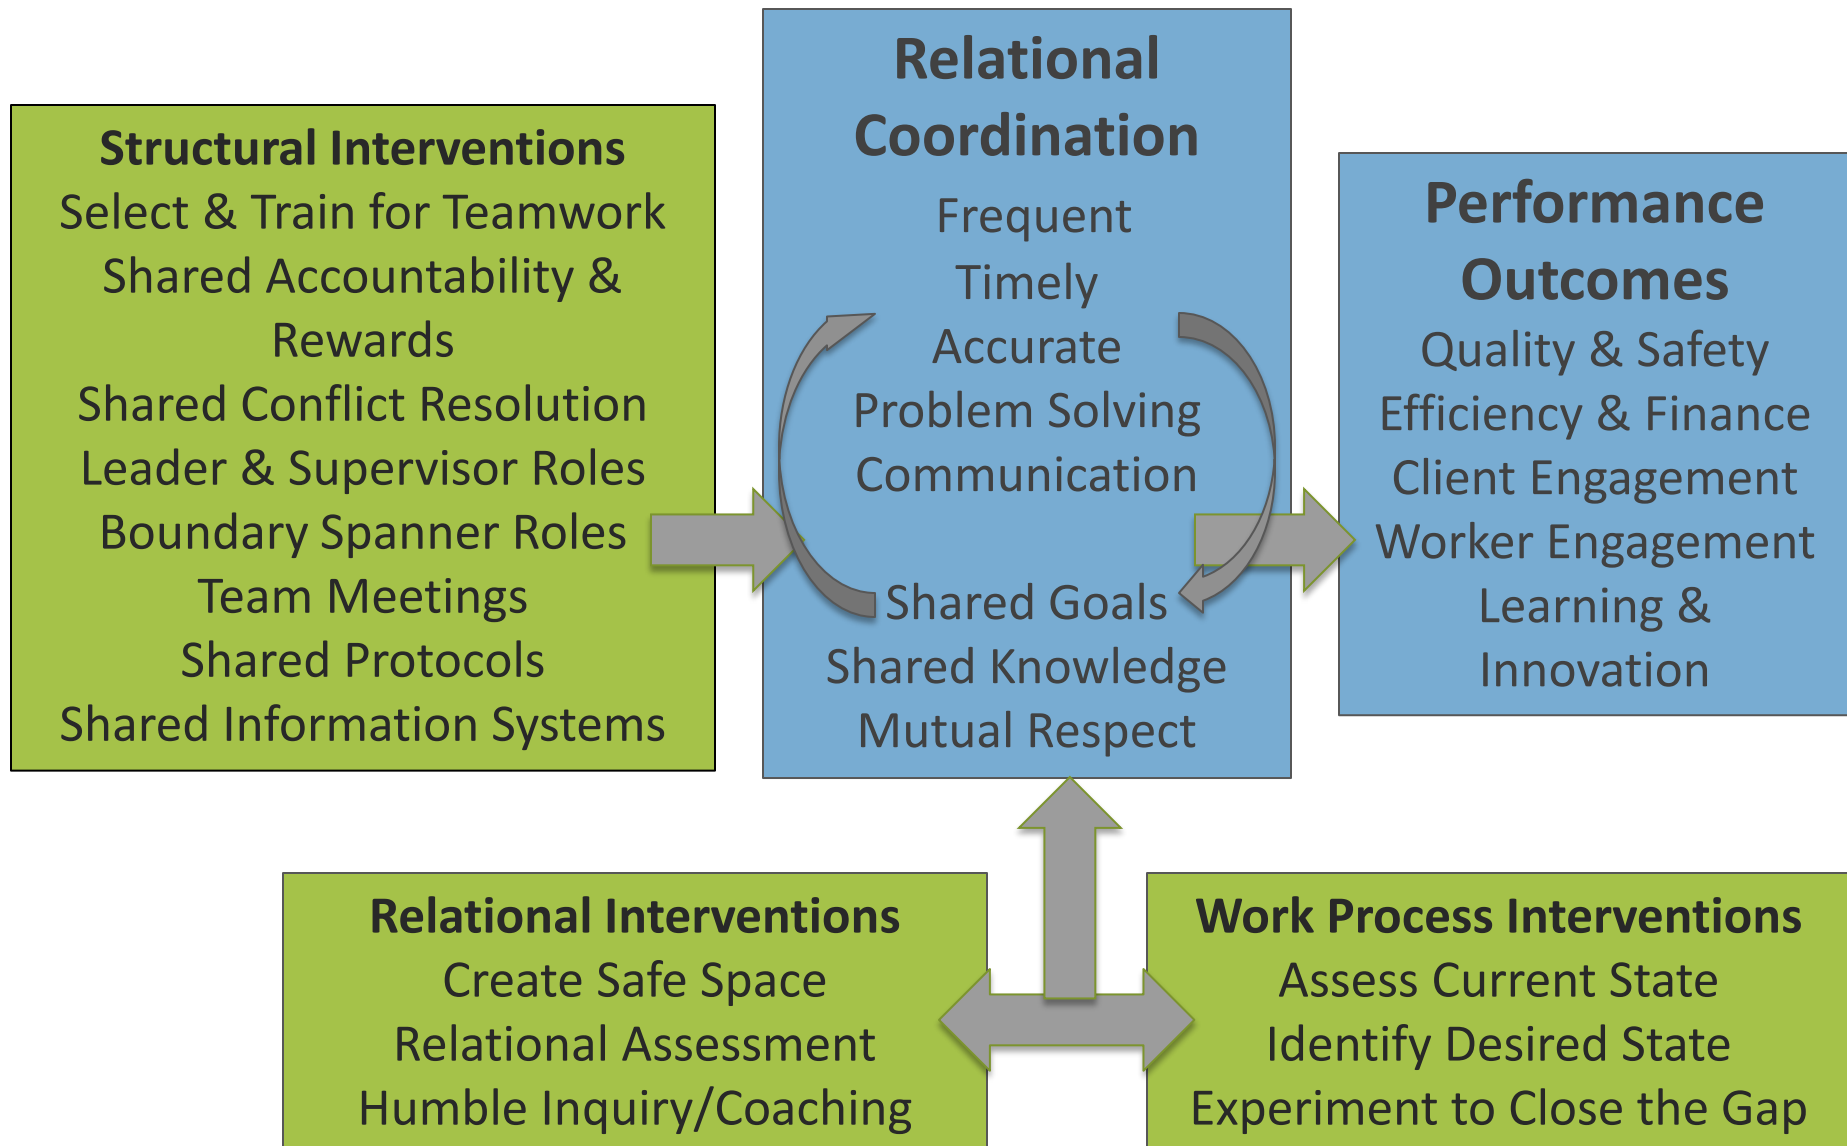 Structural Interventions
Select & Train for Teamwork
Shared Accountability &
Rewards
Shared Conflict Resolution
Leader & Supervisor Roles
Boundary Spanner Roles
Team Meetings
Shared Protocols
Shared Information Systems
Relational
Coordination
Frequent
Timely
Accurate
Problem Solving
Communication
Shared Goals
Shared Knowledge
Mutual Respect
Performance
Outcomes
Quality & Safety
Efficiency & Finance
Client Engagement
Worker Engagement
Learning &
Innovation
Relational Interventions
Create Safe Space
Relational Assessment
Humble Inquiry/Coaching
Work Process Interventions
Assess Current State
Identify Desired State
Experiment to Close the Gap